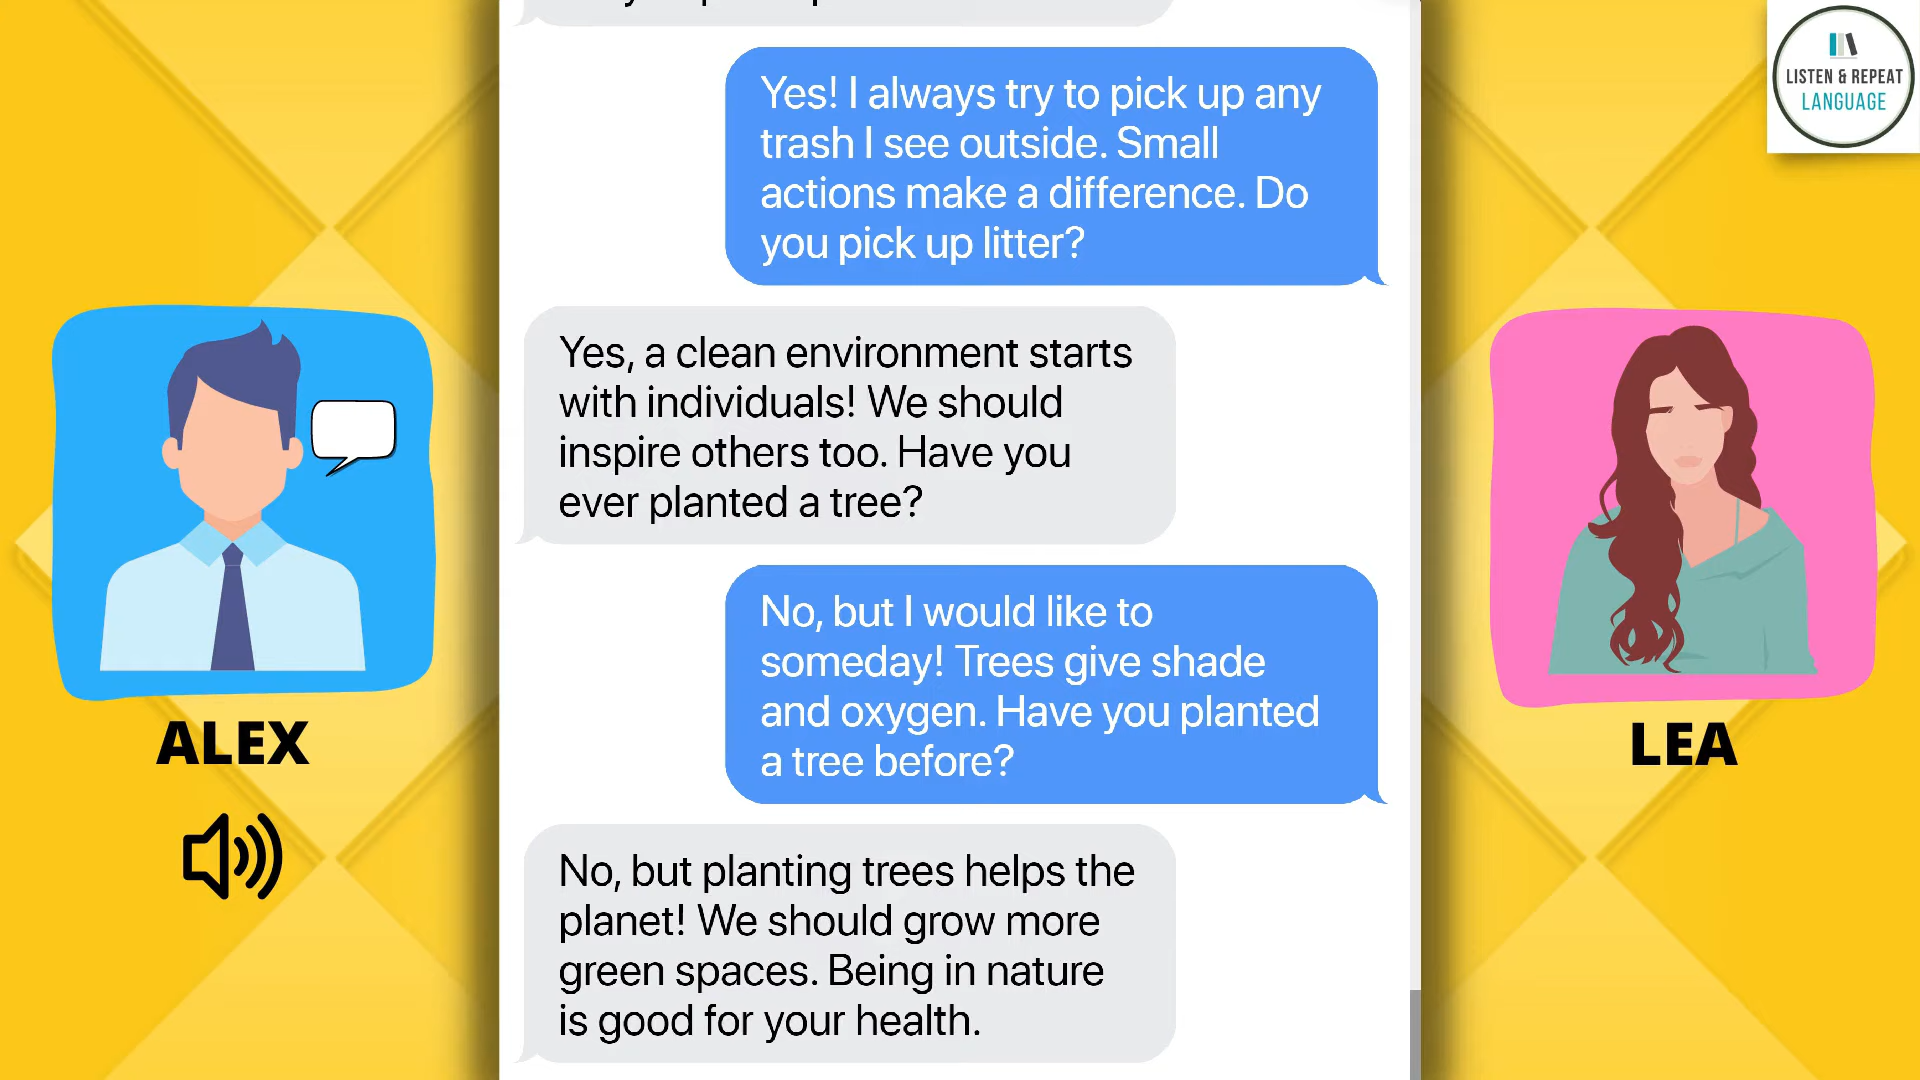 LISTEN & REPEAT
LANGUAGE
Yes! I always try to pick up any
trash I see outside. Small
actions make a difference. Do
you pick up litter?
Yes, a clean environment starts
with individuals! We should
inspire others too. Have you
ever planted a tree?
No, but I would like to
someday! Trees give shade
and oxygen. Have you planted
a tree before?
No, but planting trees helps the
planet! We should grow more
green spaces. Being in nature
is good for your health.
ALEX
LEA